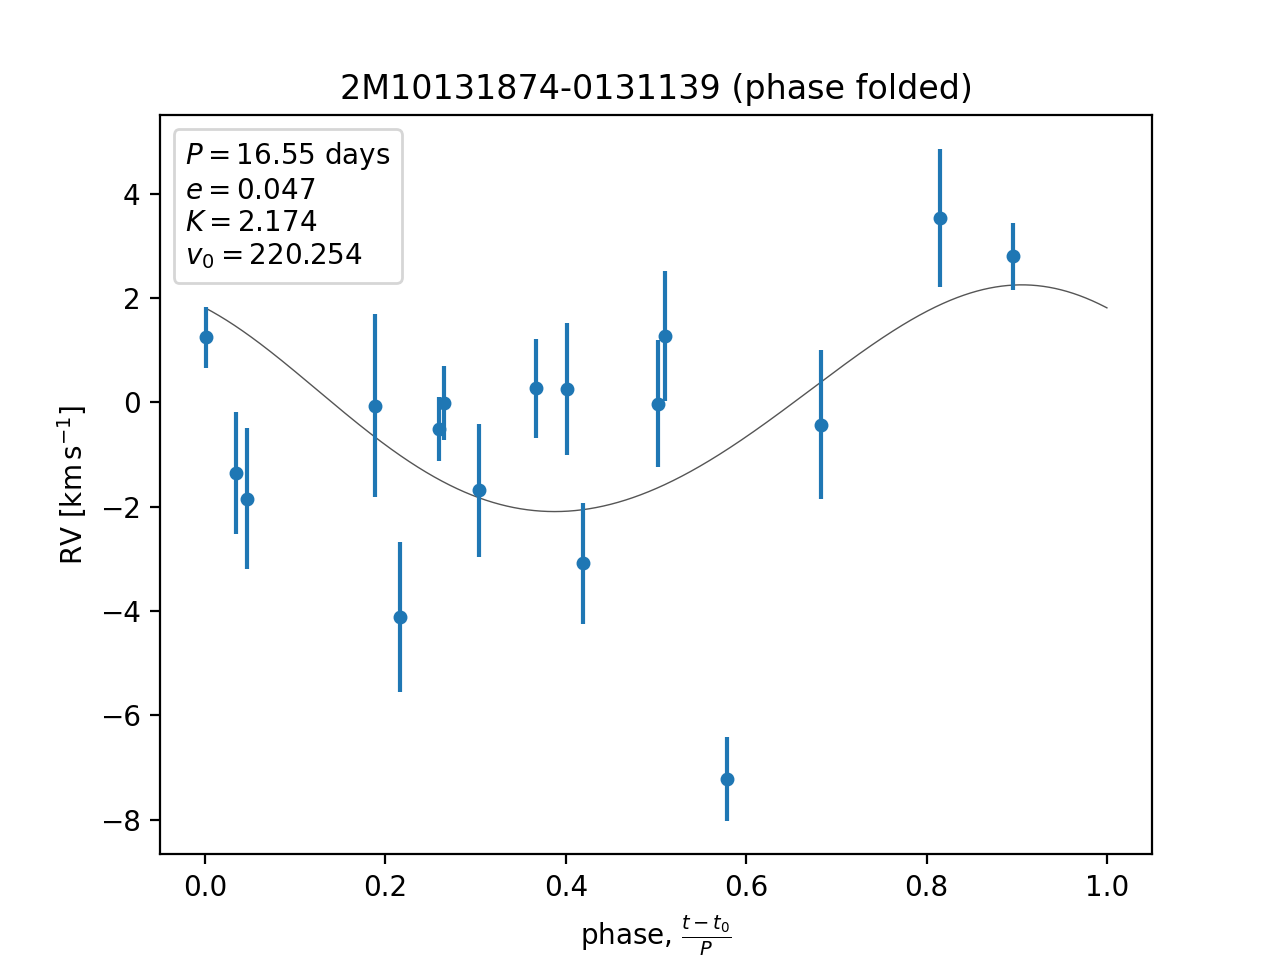 2M10131874-0131139 (phase folded)
P = 16.55 days
e = 0.047
K = 2.174
v₀ = 220.254
4
2
0
−2
−4
−6
−8
RV [km s⁻¹]
0.0 0.2 0.4 0.6 0.8 1.0
phase, (t − t₀)/P